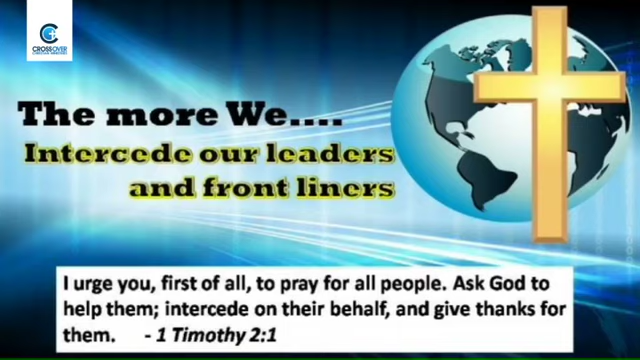 CROSSOVER
CHRISTIAN MINISTRIES
The more We....
Intercede our leaders
and front liners
I urge you, first of all, to pray for all people. Ask God to
help them; intercede on their behalf, and give thanks for
them. - 1 Timothy 2:1